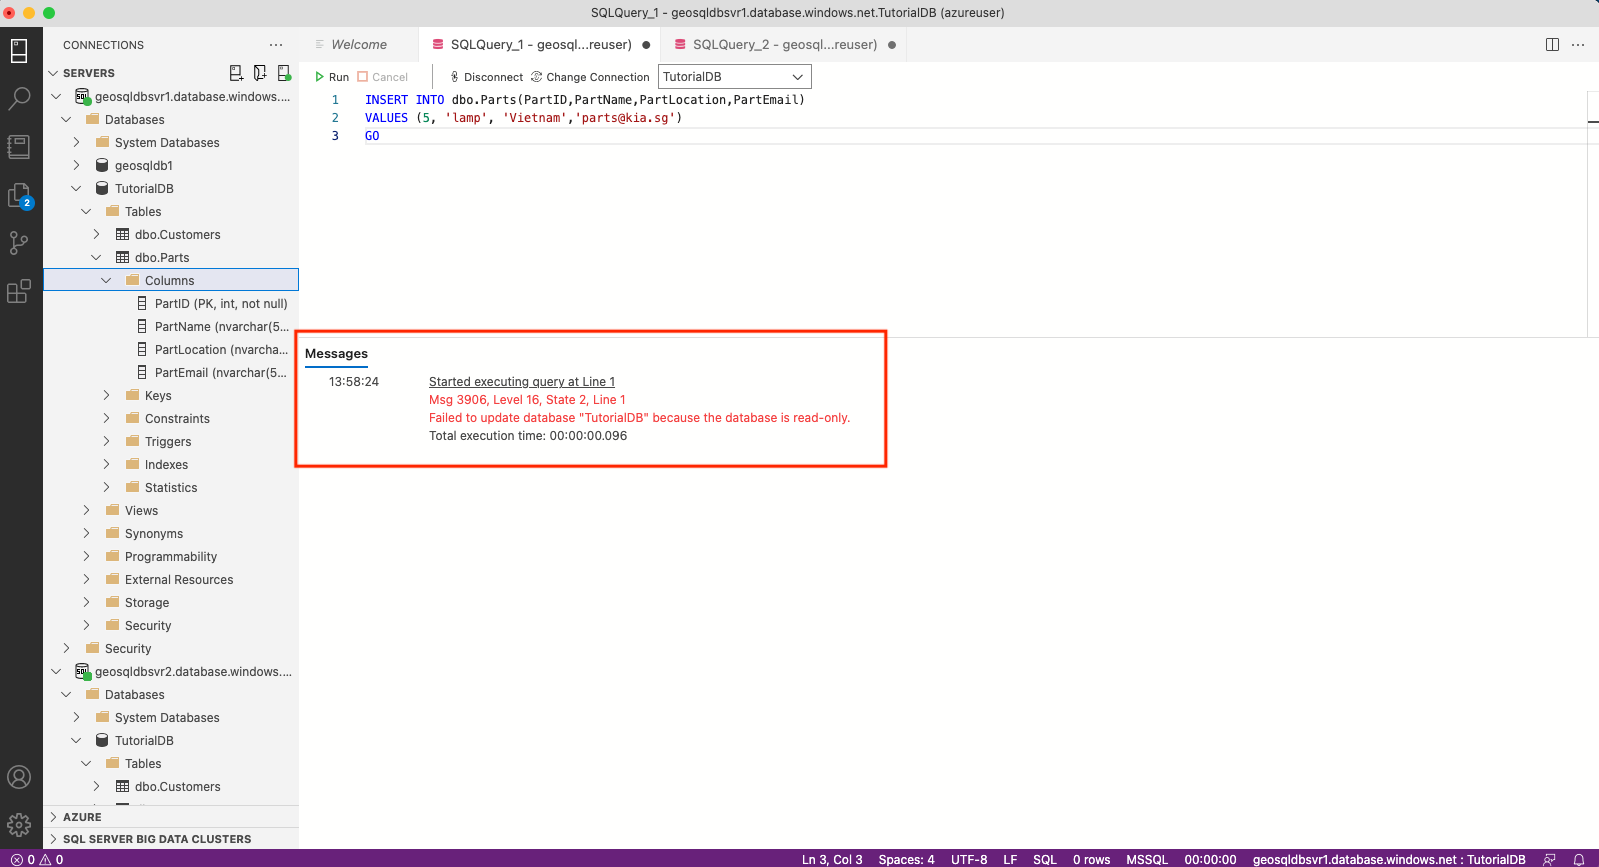 SQLQuery_1 - geosqldbsvr1.database.windows.net.TutorialDB (azureuser)
CONNECTIONS
Welcome
SQLQuery_1 - geosql...reuser)
SQLQuery_2 - geosql...reuser)
SERVERS
Run
Cancel
Disconnect
Change Connection
TutorialDB
geosqldbsvr1.database.windows....
Databases
System Databases
geosqldb1
TutorialDB
Tables
dbo.Customers
dbo.Parts
Columns
PartID (PK, int, not null)
PartName (nvarchar(5...
PartLocation (nvarcha...
PartEmail (nvarchar(5...
Keys
Constraints
Triggers
Indexes
Statistics
Views
Synonyms
Programmability
External Resources
Storage
Security
Security
geosqldbsvr2.database.windows....
Databases
System Databases
TutorialDB
Tables
dbo.Customers
AZURE
SQL SERVER BIG DATA CLUSTERS
2
1 INSERT INTO dbo.Parts(PartID,PartName,PartLocation,PartEmail)
2 VALUES (5, 'lamp', 'Vietnam','parts@kia.sg')
3 GO
Messages
13:58:24 Started executing query at Line 1
Msg 3906, Level 16, State 2, Line 1
Failed to update database "TutorialDB" because the database is read-only.
Total execution time: 00:00:00.096
0 0
Ln 3, Col 3 Spaces: 4 UTF-8 LF SQL 0 rows MSSQL 00:00:00 geosqldbsvr1.database.windows.net : TutorialDB